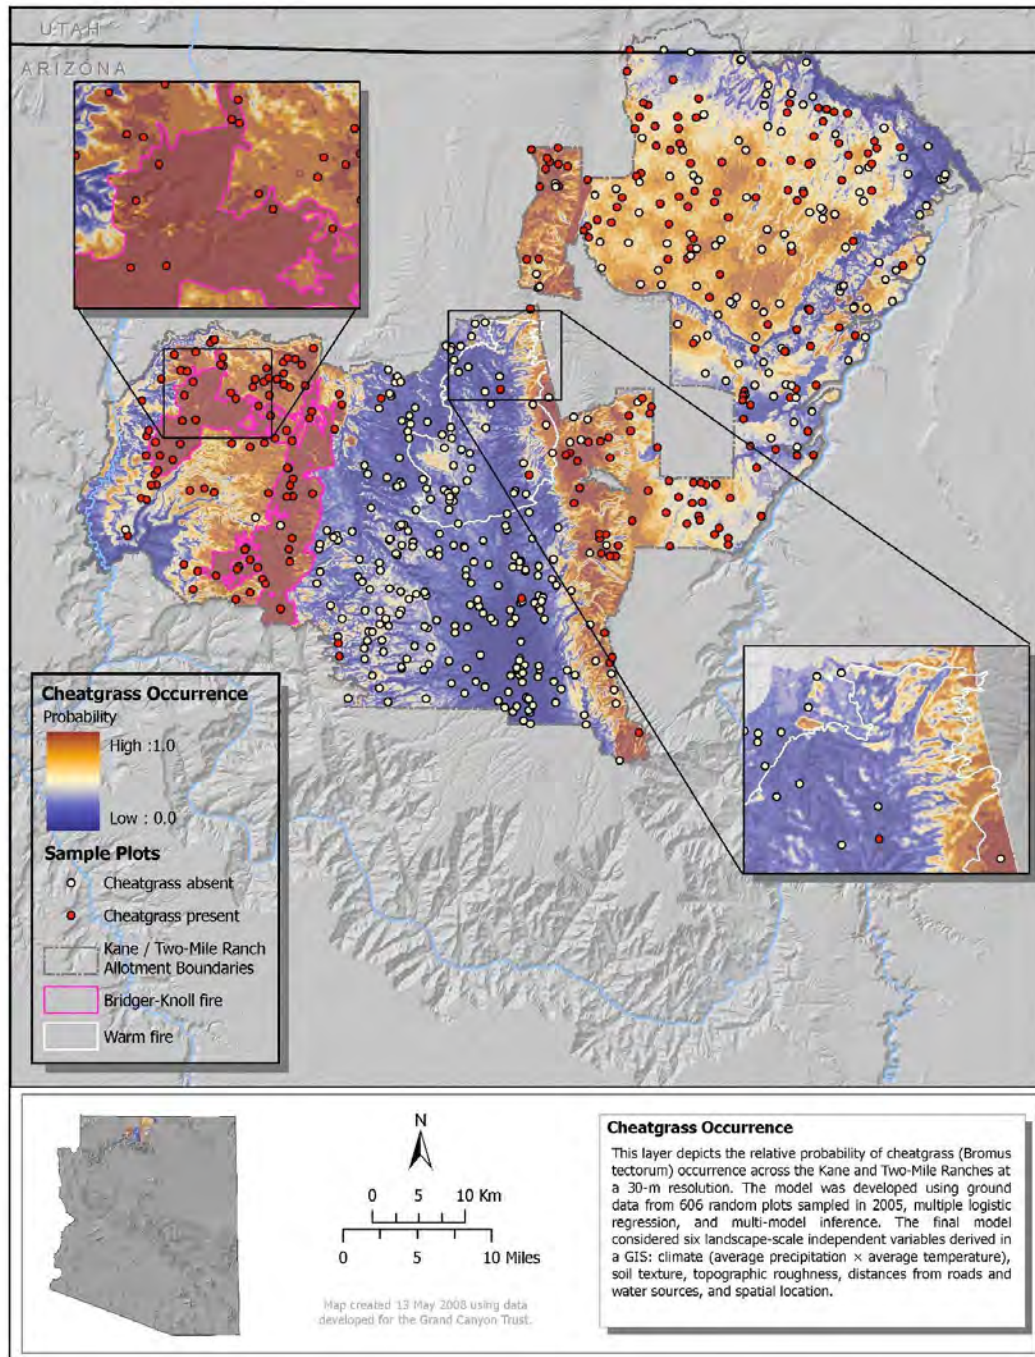 UTAH
ARIZONA
Cheatgrass Occurrence
Probability
High :1.0
Low : 0.0
Sample Plots
Cheatgrass absent
Cheatgrass present
Kane / Two-Mile Ranch
Allotment Boundaries
Bridger-Knoll fire
Warm fire
N
0 5 10 Km
0 5 10 Miles
Map created 13 May 2008 using data
developed for the Grand Canyon Trust.
Cheatgrass Occurrence
This layer depicts the relative probability of cheatgrass (Bromus
tectorum) occurrence across the Kane and Two-Mile Ranches at
a 30-m resolution. The model was developed using ground
data from 606 random plots sampled in 2005, multiple logistic
regression, and multi-model inference. The final model
considered six landscape-scale independent variables derived in
a GIS: climate (average precipitation × average temperature),
soil texture, topographic roughness, distances from roads and
water sources, and spatial location.